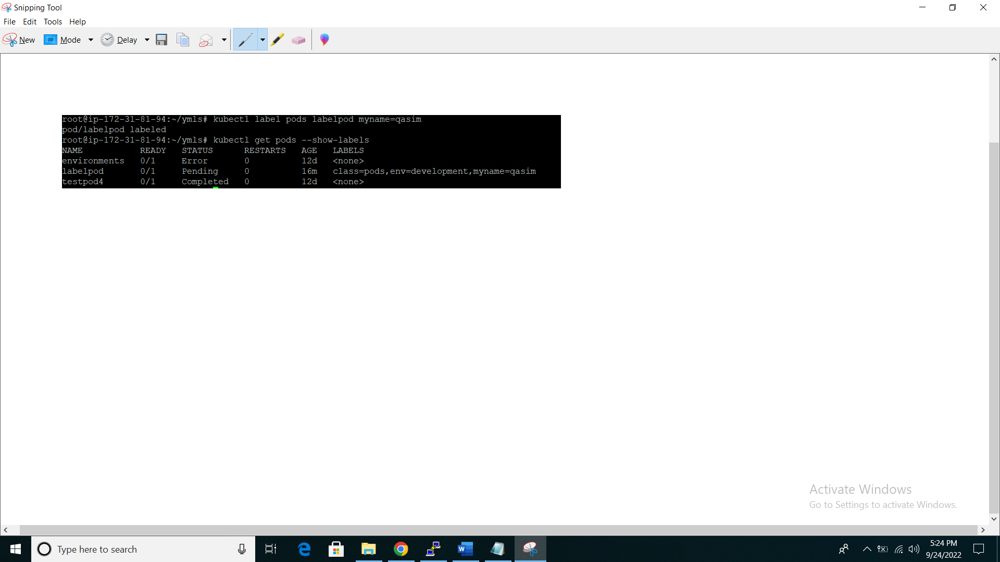 Snipping Tool
File Edit Tools Help
New Mode Delay
root@ip-172-31-81-94:~/ymls# kubectl label pods labelpod myname=qasim
pod/labelpod labeled
root@ip-172-31-81-94:~/ymls# kubectl get pods --show-labels
NAME READY STATUS RESTARTS AGE LABELS
environments 0/1 Error 0 12d <none>
labelpod 0/1 Pending 0 16m class=pods,env=development,myname=qasim
testpod4 0/1 Completed 0 12d <none>
Activate Windows
Go to Settings to activate Windows.
Type here to search
5:24 PM
9/24/2022